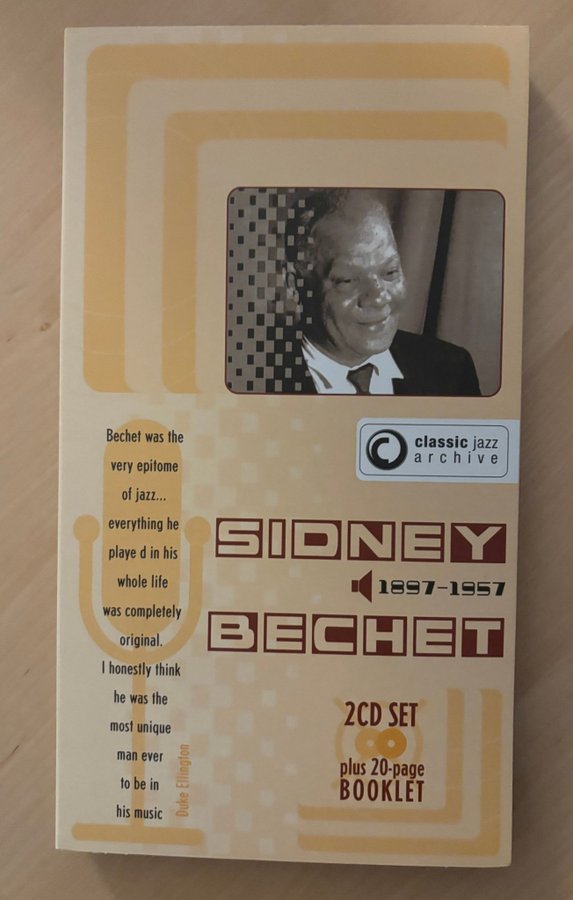 Bechet was the
very epitome
of jazz...
everything he
playe d in his
whole life
was completely
original.
I honestly think
he was the
most unique
man ever
to be in
his music
Duke Ellington
classic jazz
archive
SIDNEY
1897-1957
BECHET
2CD SET
plus 20-page
BOOKLET